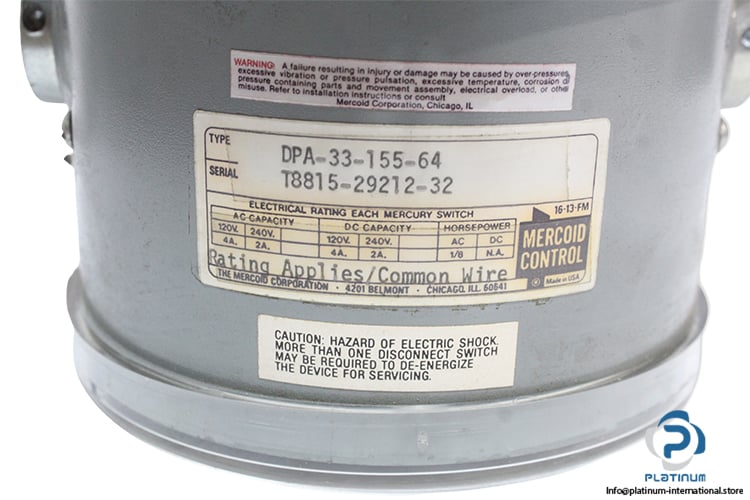 WARNING: A failure resulting in injury or damage may be caused by over-pressures,
excessive vibration or pressure pulsation, excessive temperature, corrosion of
pressure containing parts and movement assembly, electrical overload, or other
misuse. Refer to installation instructions or consult
Mercoid Corporation, Chicago, IL
TYPE DPA-33-155-64
SERIAL T8815-29212-32
ELECTRICAL RATING EACH MERCURY SWITCH
16-13-FM
AC CAPACITY DC CAPACITY HORSEPOWER
120V. 240V. 120V. 240V. AC DC
4A. 2A. 4A. 2A. 1/8 N.A.
MERCOID
CONTROL
Made in USA
Rating Applies/Common Wire
THE MERCOID CORPORATION · 4201 BELMONT · CHICAGO, ILL. 60641
CAUTION: HAZARD OF ELECTRIC SHOCK.
MORE THAN ONE DISCONNECT SWITCH
MAY BE REQUIRED TO DE-ENERGIZE
THE DEVICE FOR SERVICING.
PLATINUM
Info@platinum-international.store